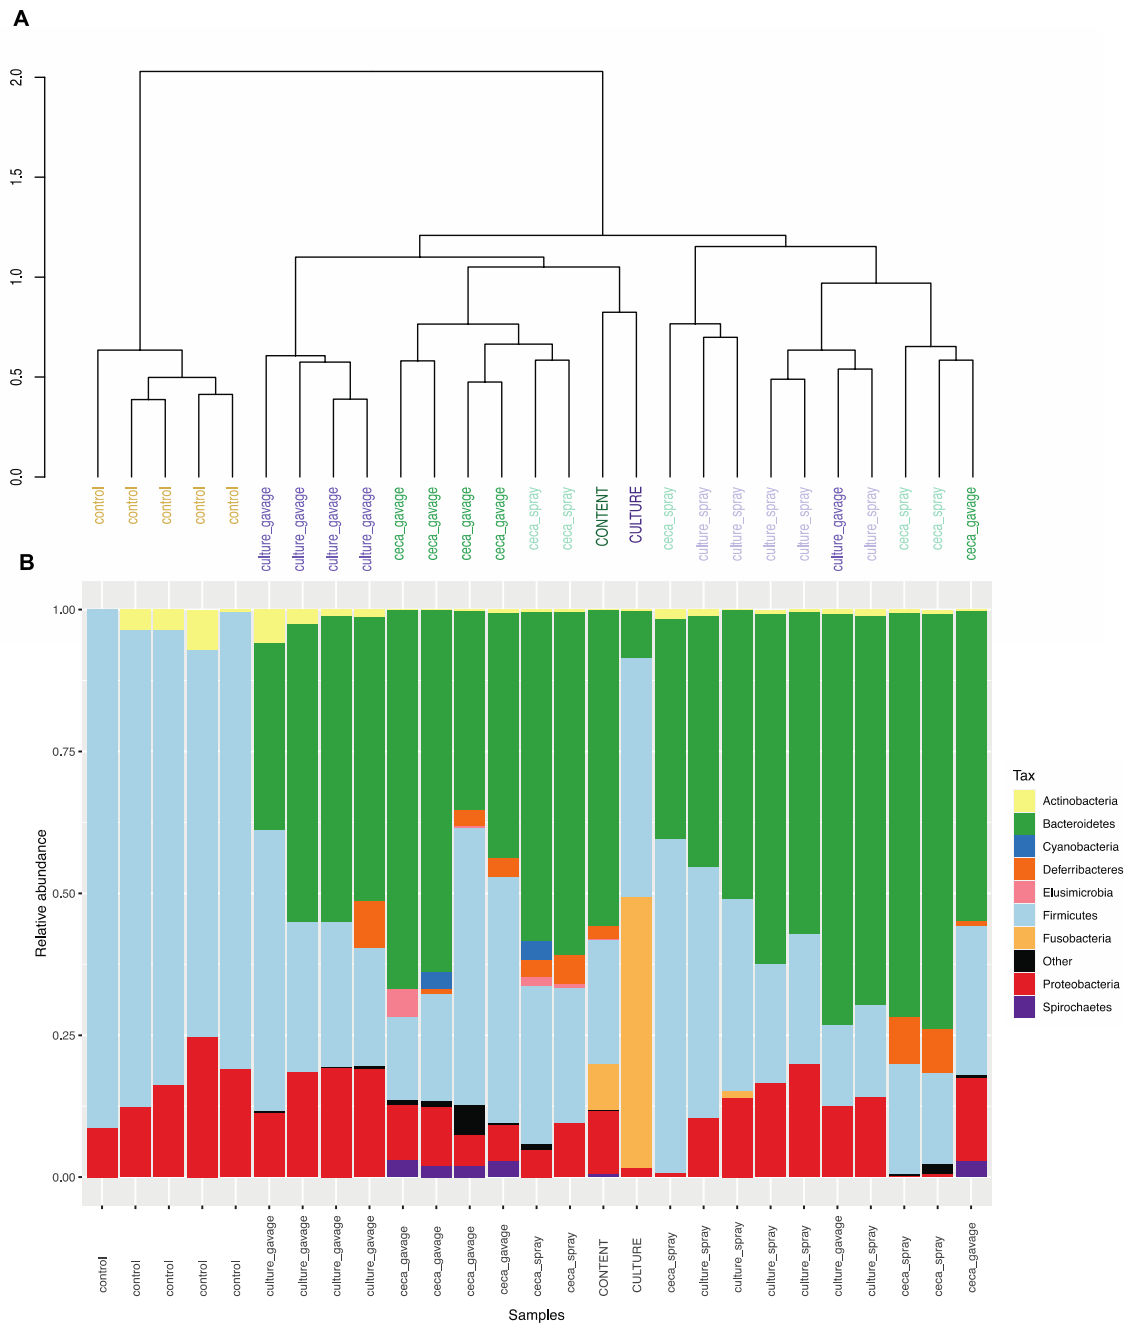 A
2.0
1.5
1.0
0.5
0.0
control
control
control
control
control
culture_gavage
culture_gavage
culture_gavage
culture_gavage
ceca_gavage
ceca_gavage
ceca_gavage
ceca_gavage
ceca_spray
ceca_spray
CONTENT
CULTURE
ceca_spray
culture_spray
culture_spray
culture_spray
culture_spray
culture_gavage
culture_spray
ceca_spray
ceca_spray
ceca_gavage
B
1.00
0.75
0.50
0.25
0.00
Relative abundance
control
control
control
control
control
culture_gavage
culture_gavage
culture_gavage
culture_gavage
ceca_gavage
ceca_gavage
ceca_gavage
ceca_gavage
ceca_spray
ceca_spray
CONTENT
CULTURE
ceca_spray
culture_spray
culture_spray
culture_spray
culture_spray
culture_gavage
culture_spray
ceca_spray
ceca_spray
ceca_gavage
Samples
Tax
Actinobacteria
Bacteroidetes
Cyanobacteria
Deferribacteres
Elusimicrobia
Firmicutes
Fusobacteria
Other
Proteobacteria
Spirochaetes